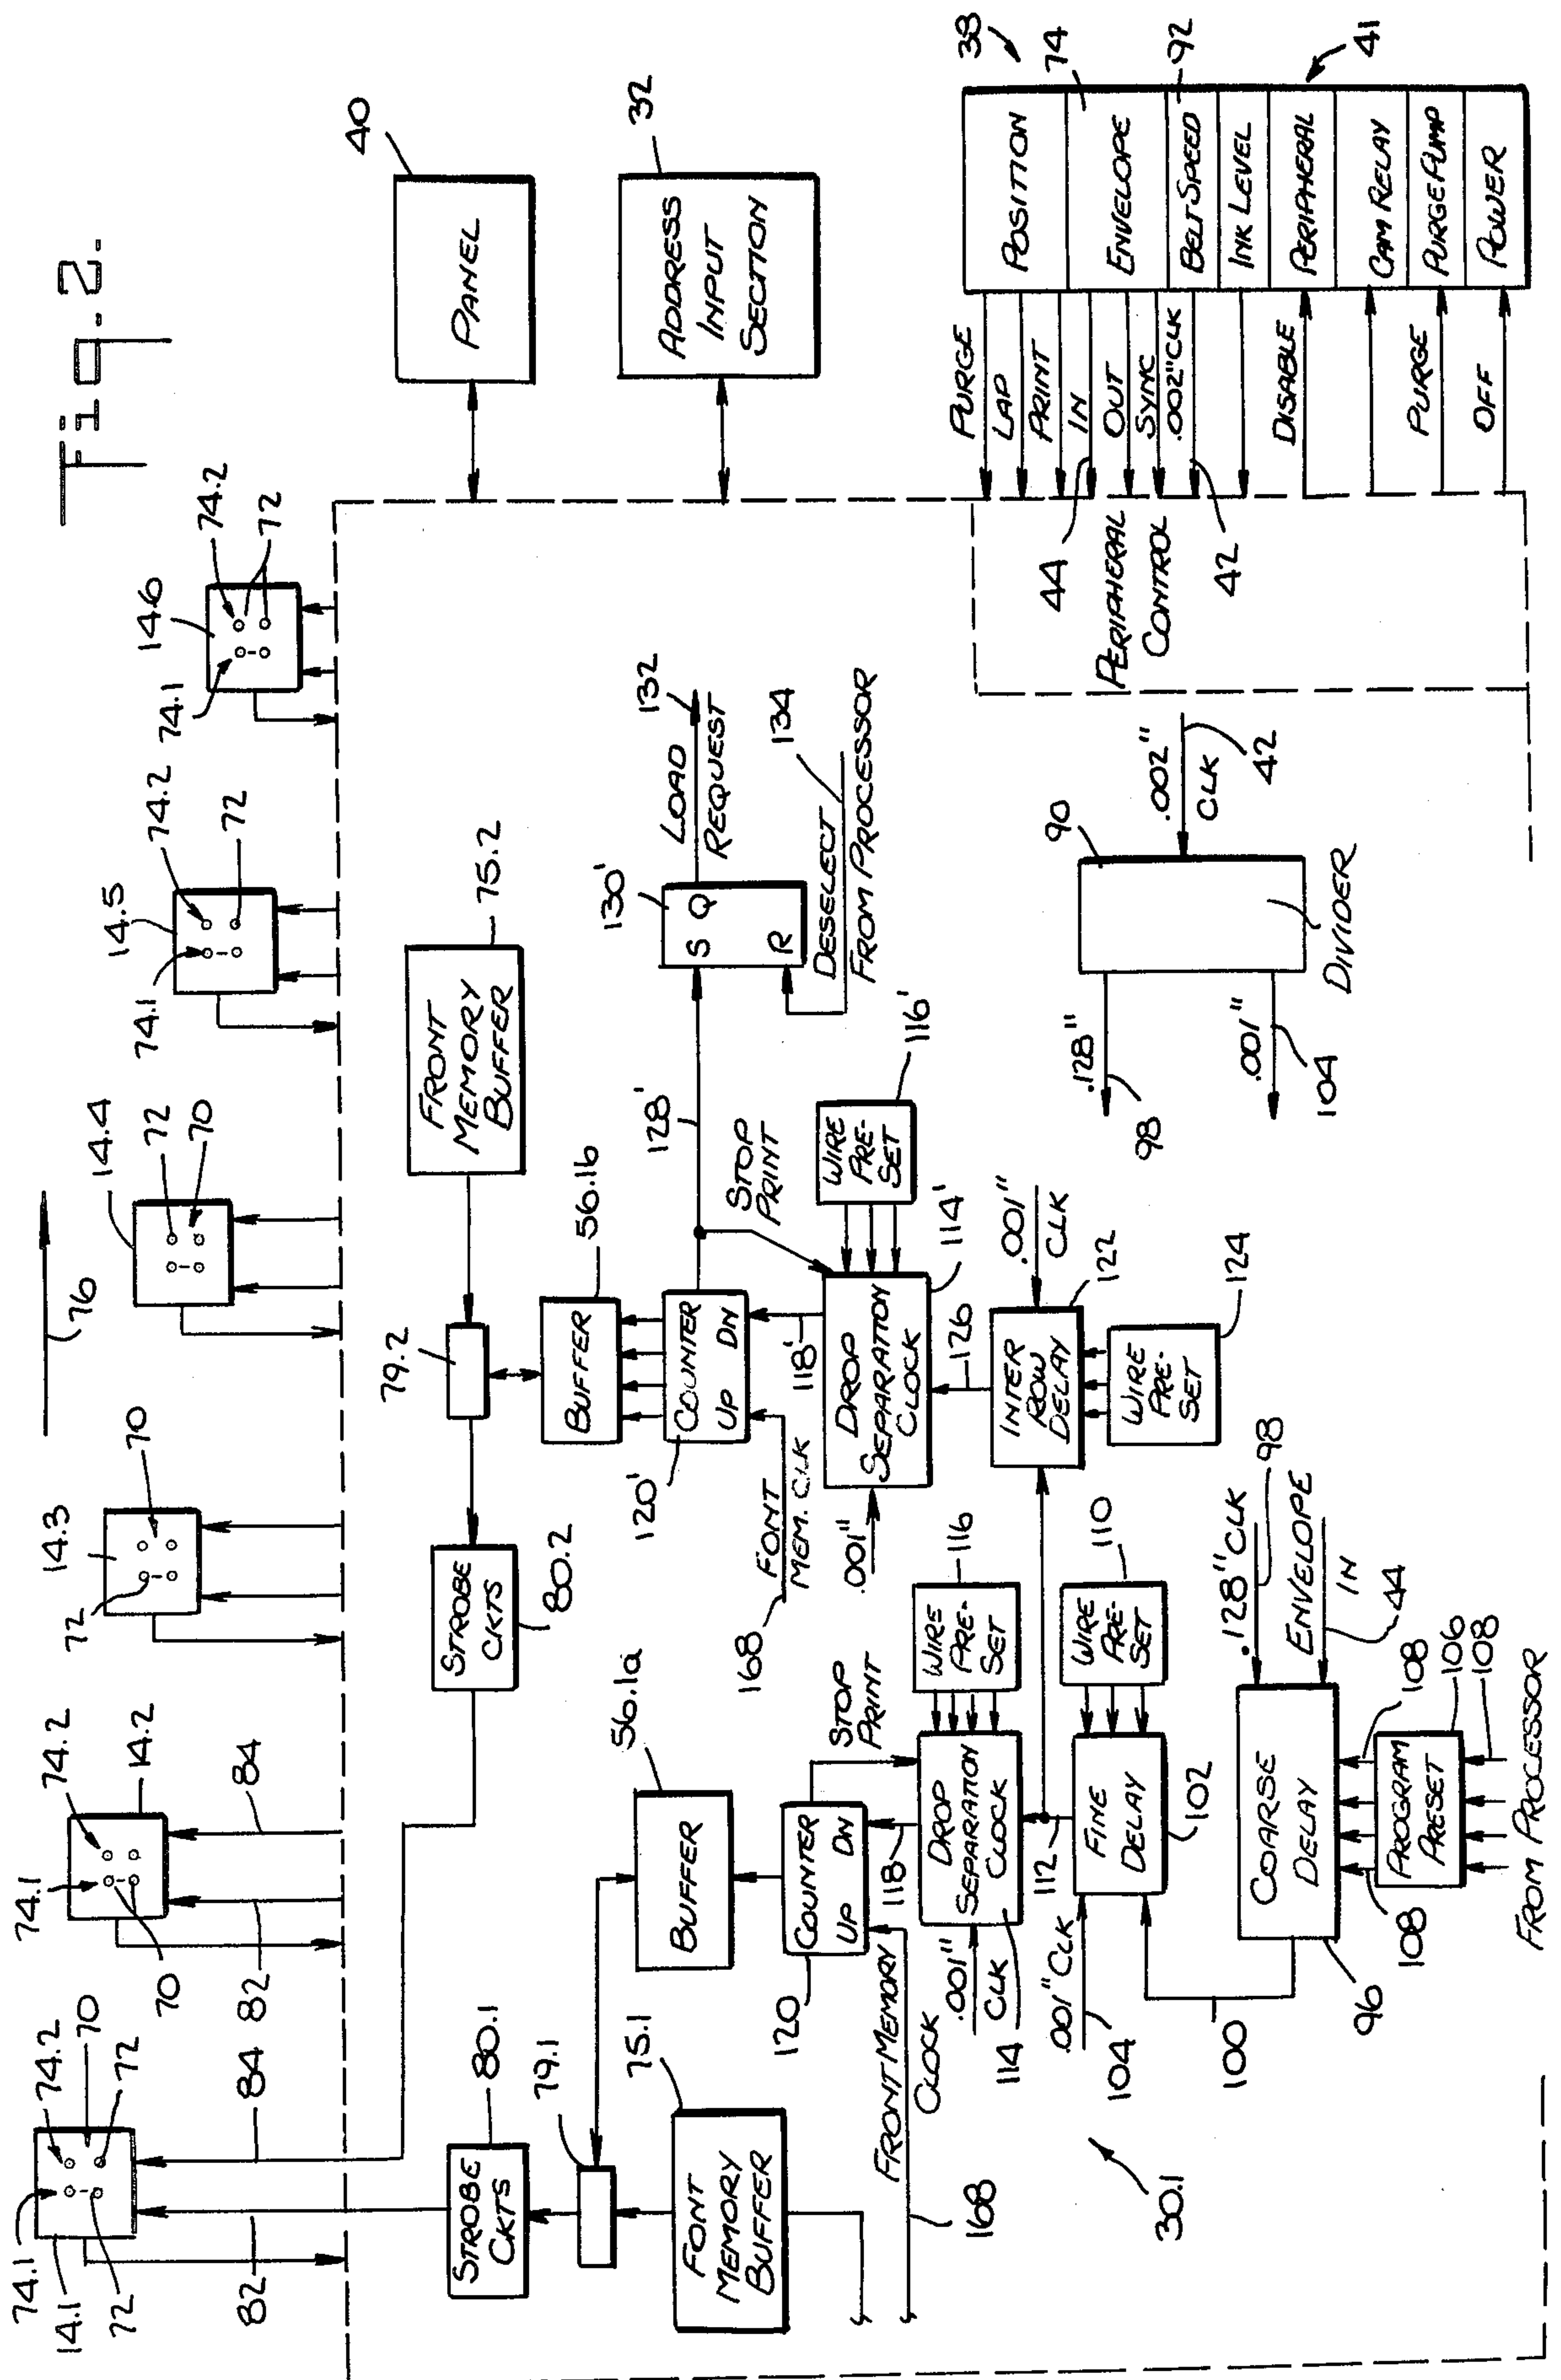 Fig. 2.
76
74.1
14.1
72
74.2
70
72
82
84
74.1
70
74.2
14.2
82
84
14.3
72
70
14.4
72
70
14.5
74.1
74.2
72
14.6
74.1
74.2
72
PANEL
40
ADDRESS
INPUT
SECTION
32
STROBE
CKTS
80.1
79.1
FONT
MEMORY
BUFFER
75.1
STROBE
CKTS
80.2
79.2
FRONT
MEMORY
BUFFER
75.2
BUFFER
56.1a
BUFFER
56.1b
COUNTER
UP DN
120
STOP
PRINT
118
FRONT MEMORY
CLOCK
168
COUNTER
UP DN
120'
128'
STOP
PRINT
118'
168
FONT
MEM. CLK
S Q
R
130'
LOAD
REQUEST
132
DESELECT
FROM PROCESSOR
134
DROP
SEPARATION
CLOCK
114
.001"
CLK
WIRE
PRE-
SET
116
DROP
SEPARATION
CLOCK
114'
.001"
WIRE
PRE-
SET
116'
112
FINE
DELAY
102
.001" CLK
104
WIRE
PRE-
SET
110
126
INTER
ROW
DELAY
122
.001"
CLK
WIRE
PRE-
SET
124
100
COARSE
DELAY
96
.128" CLK
98
ENVELOPE
IN
44
108
108
PROGRAM
PRESET
106
108
FROM PROCESSOR
30.1
.128"
98
.001"
104
90
DIVIDER
.002"
CLK
42
PERIPHERAL
CONTROL
44
42
PURGE
LAP
PRINT
IN
OUT
SYNC
.002" CLK
DISABLE
PURGE
OFF
POSITION
ENVELOPE
BELT SPEED
INK LEVEL
PERIPHERAL
CAM RELAY
PURGE PUMP
POWER
38
74
92
41